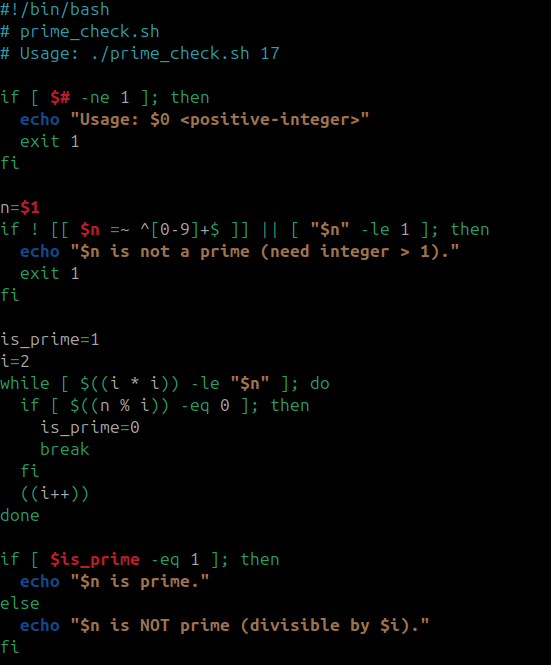 #!/bin/bash
# prime_check.sh
# Usage: ./prime_check.sh 17

if [ $# -ne 1 ]; then
  echo "Usage: $0 <positive-integer>"
  exit 1
fi

n=$1
if ! [[ $n =~ ^[0-9]+$ ]] || [ "$n" -le 1 ]; then
  echo "$n is not a prime (need integer > 1)."
  exit 1
fi

is_prime=1
i=2
while [ $((i * i)) -le "$n" ]; do
  if [ $((n % i)) -eq 0 ]; then
    is_prime=0
    break
  fi
  ((i++))
done

if [ $is_prime -eq 1 ]; then
  echo "$n is prime."
else
  echo "$n is NOT prime (divisible by $i)."
fi